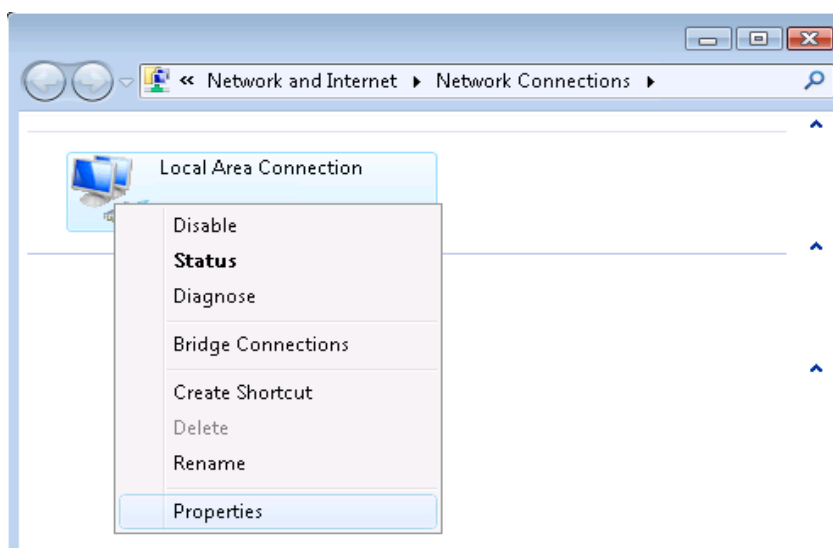 « Network and Internet ▸ Network Connections ▸
Local Area Connection
Disable
Status
Diagnose
Bridge Connections
Create Shortcut
Delete
Rename
Properties